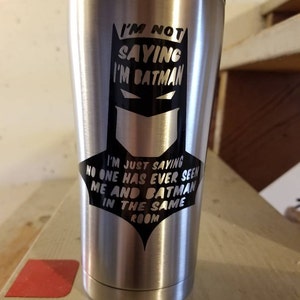 I'M NOT
SAYING
I'M BATMAN
I'M JUST SAYING
NO ONE HAS EVER SEEN
ME AND BATMAN
IN THE SAME
ROOM